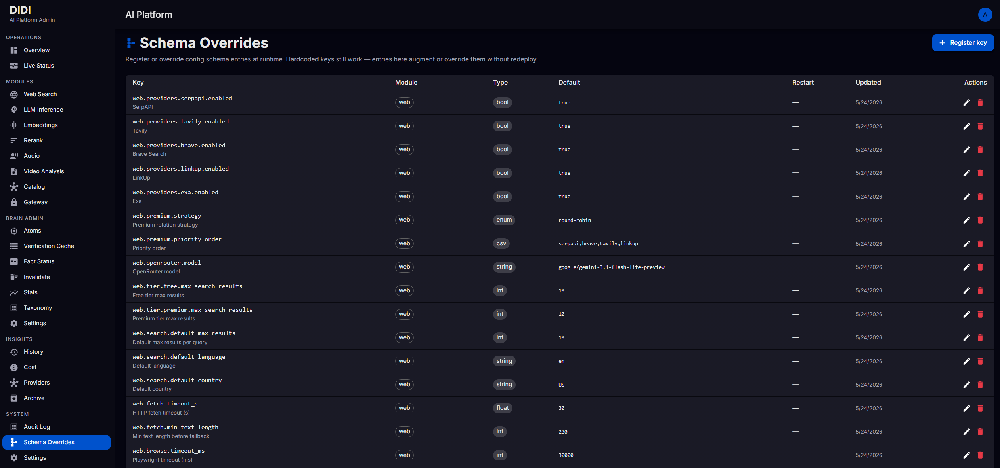 DIDI
AI Platform Admin
OPERATIONS
Overview
Live Status
MODULES
Web Search
LLM Inference
Embeddings
Rerank
Audio
Video Analysis
Catalog
Gateway
BRAIN ADMIN
Atoms
Verification Cache
Fact Status
Invalidate
Stats
Taxonomy
Settings
INSIGHTS
History
Cost
Providers
Archive
SYSTEM
Audit Log
Schema Overrides
Settings
AI Platform
A
Schema Overrides
Register key
Register or override config schema entries at runtime. Hardcoded keys still work — entries here augment or override them without redeploy.
Key Module Type Default Restart Updated Actions
web.providers.serpapi.enabled web bool true — 5/24/2026
SerpAPI
web.providers.tavily.enabled web bool true — 5/24/2026
Tavily
web.providers.brave.enabled web bool true — 5/24/2026
Brave Search
web.providers.linkup.enabled web bool true — 5/24/2026
LinkUp
web.providers.exa.enabled web bool true — 5/24/2026
Exa
web.premium.strategy web enum round-robin — 5/24/2026
Premium rotation strategy
web.premium.priority_order web csv serpapi,brave,tavily,linkup — 5/24/2026
Priority order
web.openrouter.model web string google/gemini-3.1-flash-lite-preview — 5/24/2026
OpenRouter model
web.tier.free.max_search_results web int 10 — 5/24/2026
Free tier max results
web.tier.premium.max_search_results web int 10 — 5/24/2026
Premium tier max results
web.search.default_max_results web int 10 — 5/24/2026
Default max results per query
web.search.default_language web string en — 5/24/2026
Default language
web.search.default_country web string US — 5/24/2026
Default country
web.fetch.timeout_s web float 30 — 5/24/2026
HTTP fetch timeout (s)
web.fetch.min_text_length web int 200 — 5/24/2026
Min text length before fallback
web.browse.timeout_ms web int 30000 — 5/24/2026
Playwright timeout (ms)